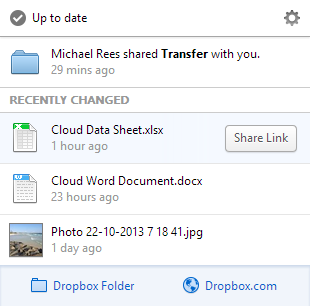 Up to date
Michael Rees shared Transfer with you.
29 mins ago
RECENTLY CHANGED
Cloud Data Sheet.xlsx
1 hour ago
Share Link
Cloud Word Document.docx
23 hours ago
Photo 22-10-2013 7 18 41.jpg
1 day ago
Dropbox Folder
Dropbox.com